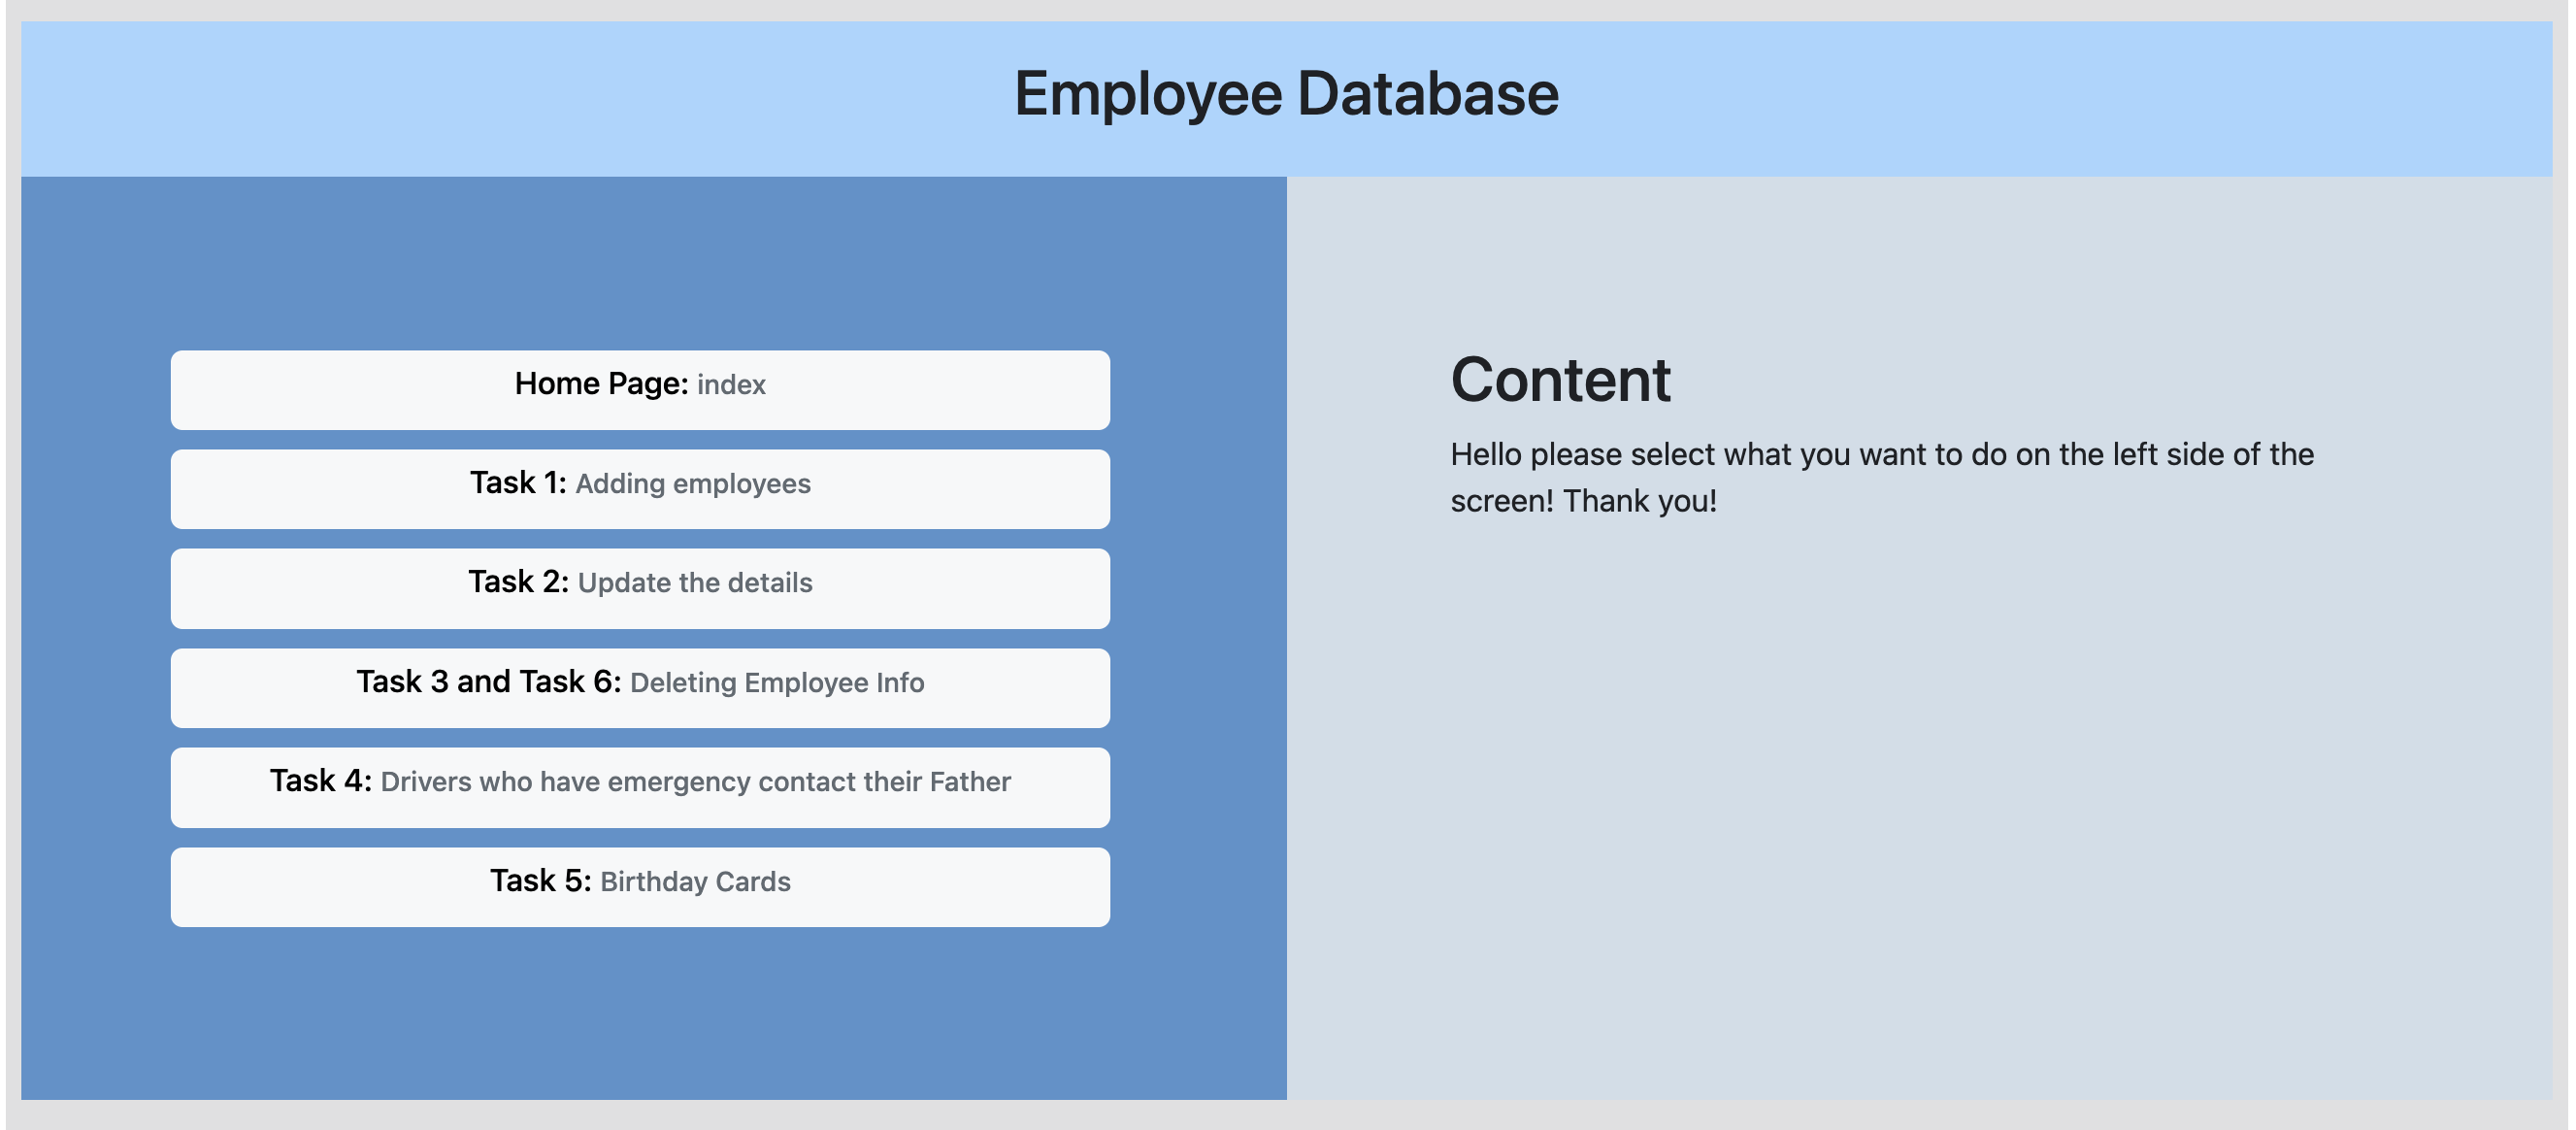 Employee Database
Home Page: index
Task 1: Adding employees
Task 2: Update the details
Task 3 and Task 6: Deleting Employee Info
Task 4: Drivers who have emergency contact their Father
Task 5: Birthday Cards
Content
Hello please select what you want to do on the left side of the
screen! Thank you!